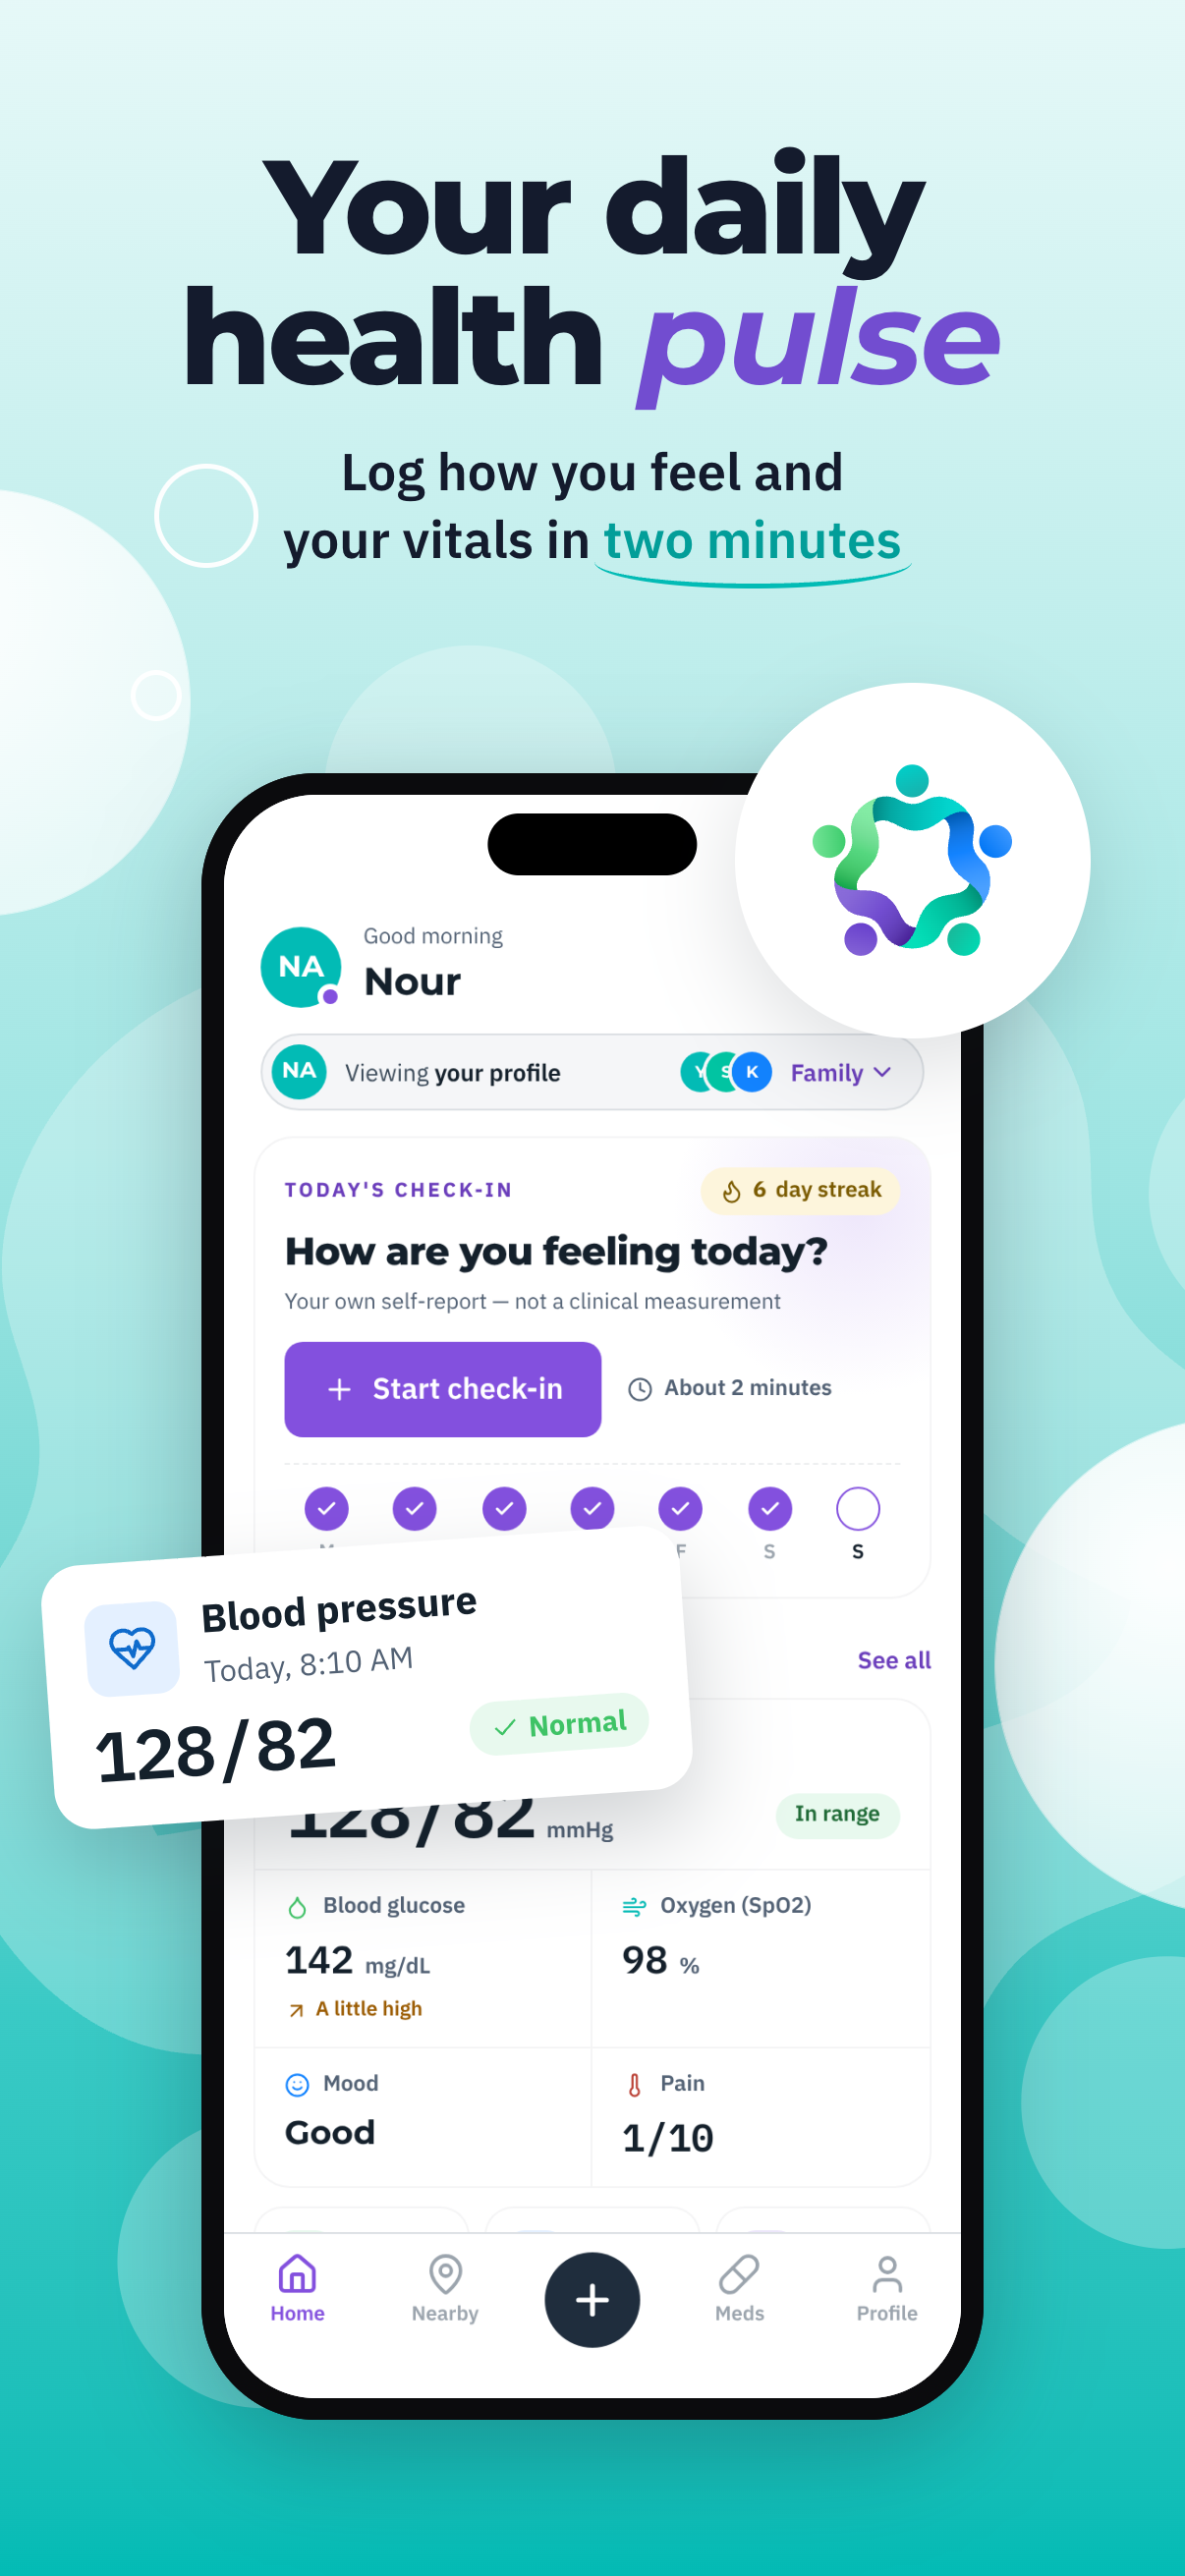 Your daily
health pulse
Log how you feel and
your vitals in two minutes
NA
Good morning
Nour
NA
Viewing your profile
Y
S
K
Family
TODAY'S CHECK-IN
6 day streak
How are you feeling today?
Your own self-report — not a clinical measurement
Start check-in
About 2 minutes
F
S
S
Blood pressure
Today, 8:10 AM
128/82
Normal
See all
128/82 mmHg
In range
Blood glucose
142 mg/dL
A little high
Oxygen (SpO2)
98 %
Mood
Good
Pain
1/10
Home
Nearby
Meds
Profile